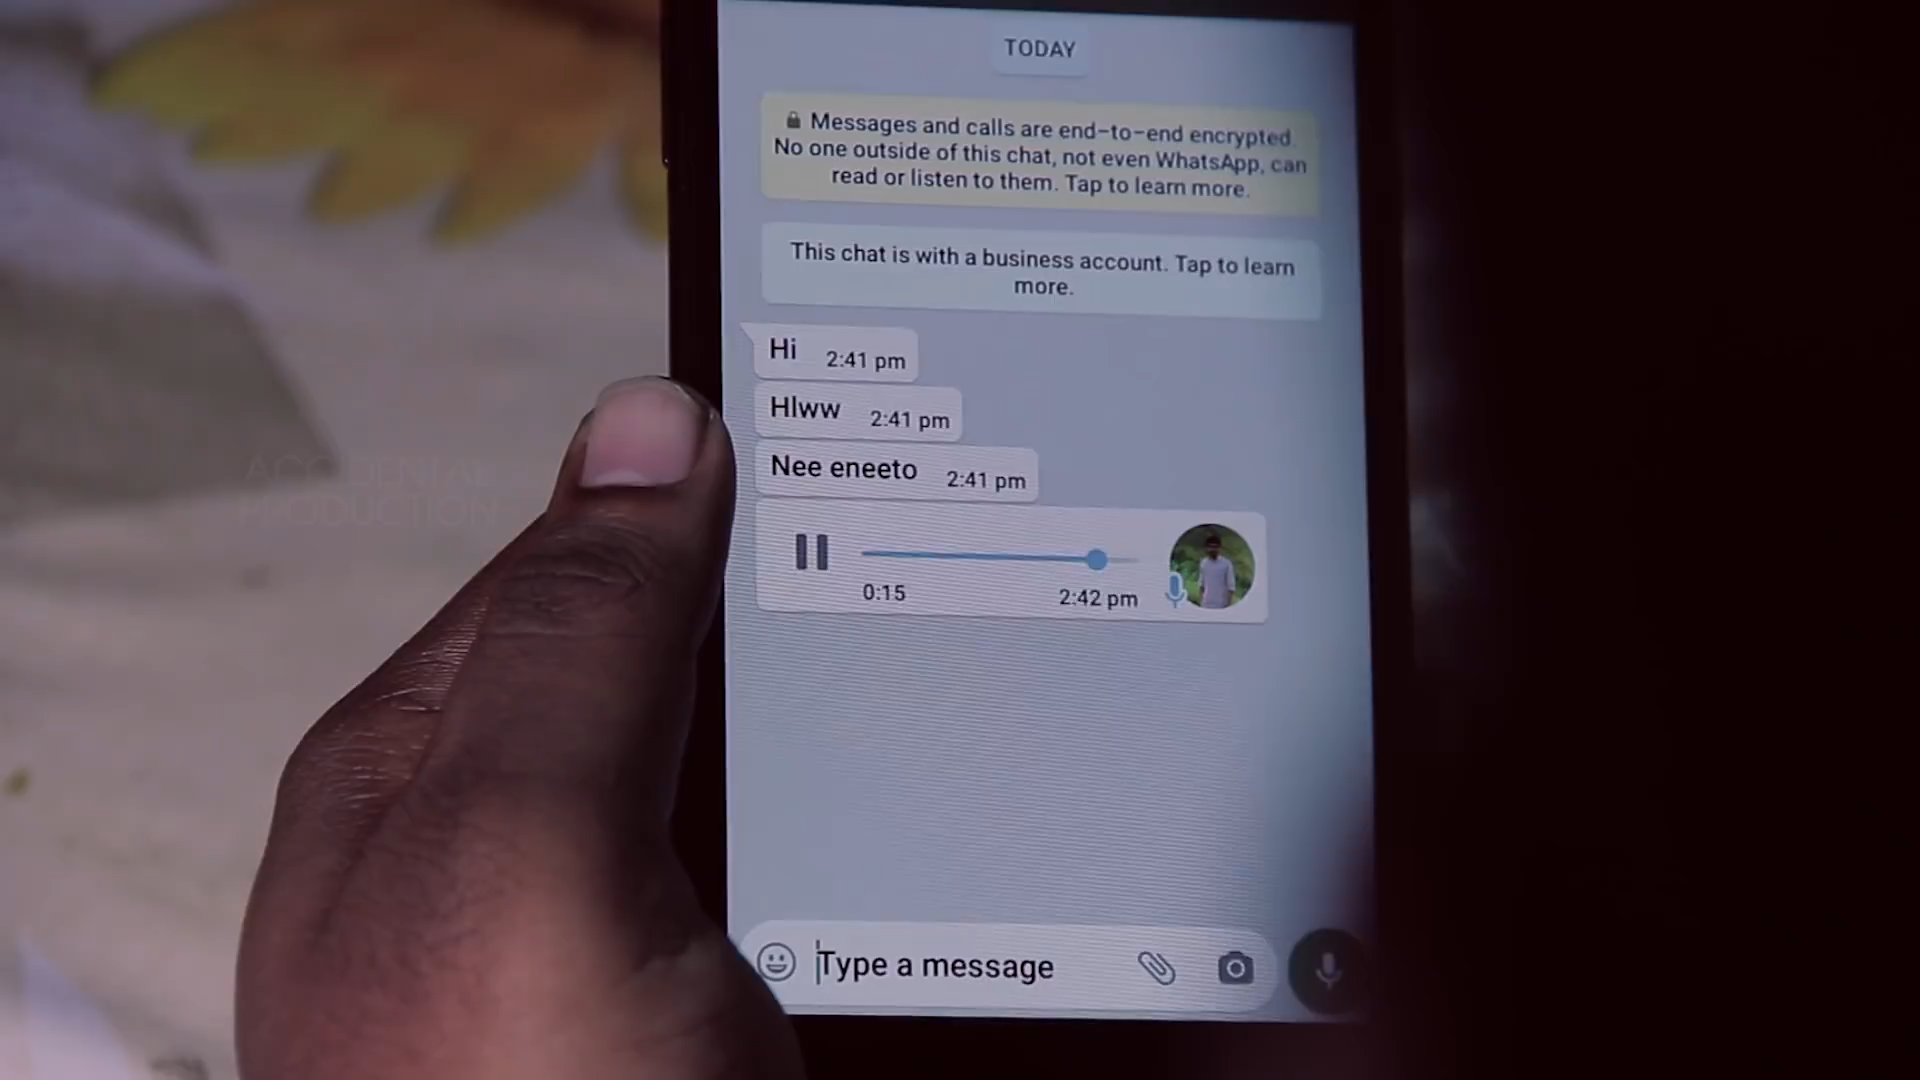 TODAY
Messages and calls are end-to-end encrypted.
No one outside of this chat, not even WhatsApp, can
read or listen to them. Tap to learn more.
This chat is with a business account. Tap to learn
more.
Hi 2:41 pm
Hlww 2:41 pm
Nee eneeto 2:41 pm
0:15 2:42 pm
ACCIDENTAL
PRODUCTION
Type a message